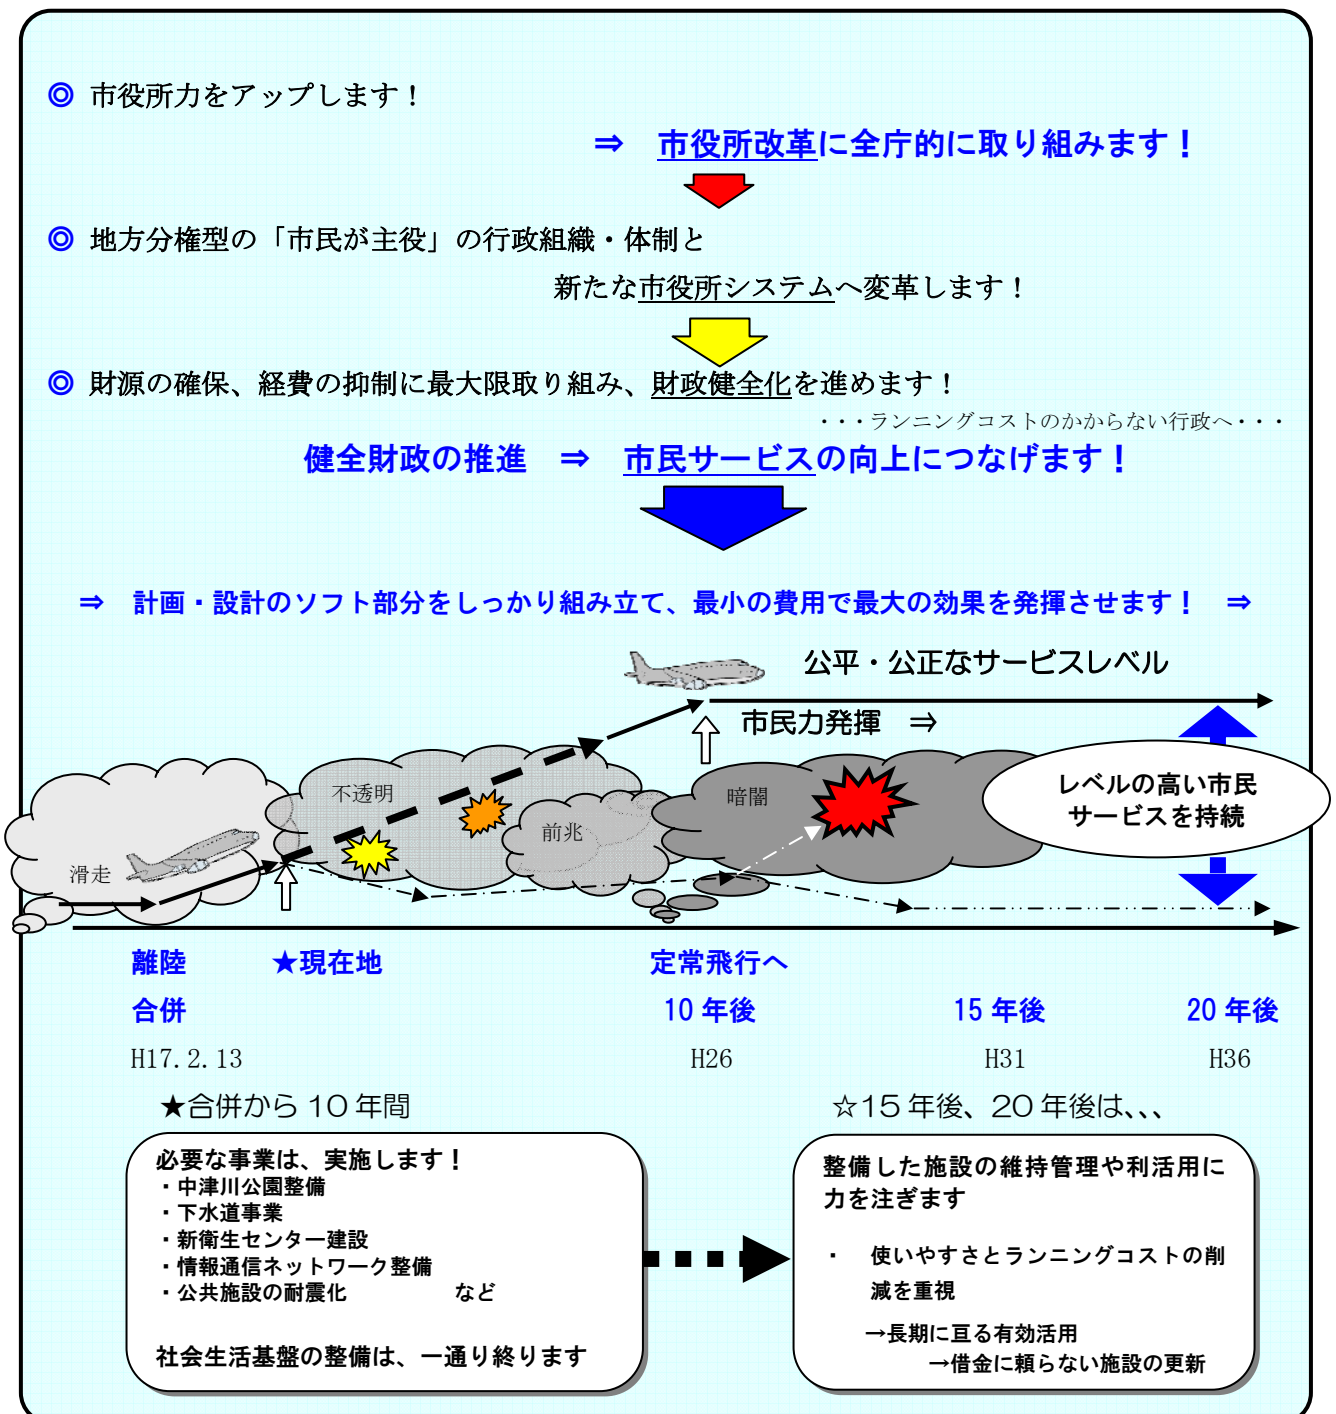 ◎ 市役所力をアップします！
⇒ 市役所改革に全庁的に取り組みます！
◎ 地方分権型の「市民が主役」の行政組織・体制と
新たな市役所システムへ変革します！
◎ 財源の確保、経費の抑制に最大限取り組み、財政健全化を進めます！
・・・ランニングコストのかからない行政へ・・・
健全財政の推進 ⇒ 市民サービスの向上につなげます！
⇒ 計画・設計のソフト部分をしっかり組み立て、最小の費用で最大の効果を発揮させます！ ⇒
公平・公正なサービスレベル
市民力発揮 ⇒
不透明
暗闇
レベルの高い市民
サービスを持続
前兆
滑走
離陸 ★現在地 定常飛行へ
合併 10 年後 15 年後 20 年後
H17.2.13 H26 H31 H36
★合併から 10 年間 ☆15 年後、20 年後は、、、
必要な事業は、実施します！
・中津川公園整備
・下水道事業
・新衛生センター建設
・情報通信ネットワーク整備
・公共施設の耐震化 など
社会生活基盤の整備は、一通り終ります
整備した施設の維持管理や利活用に
力を注ぎます
・ 使いやすさとランニングコストの削
減を重視
→長期に亘る有効活用
→借金に頼らない施設の更新